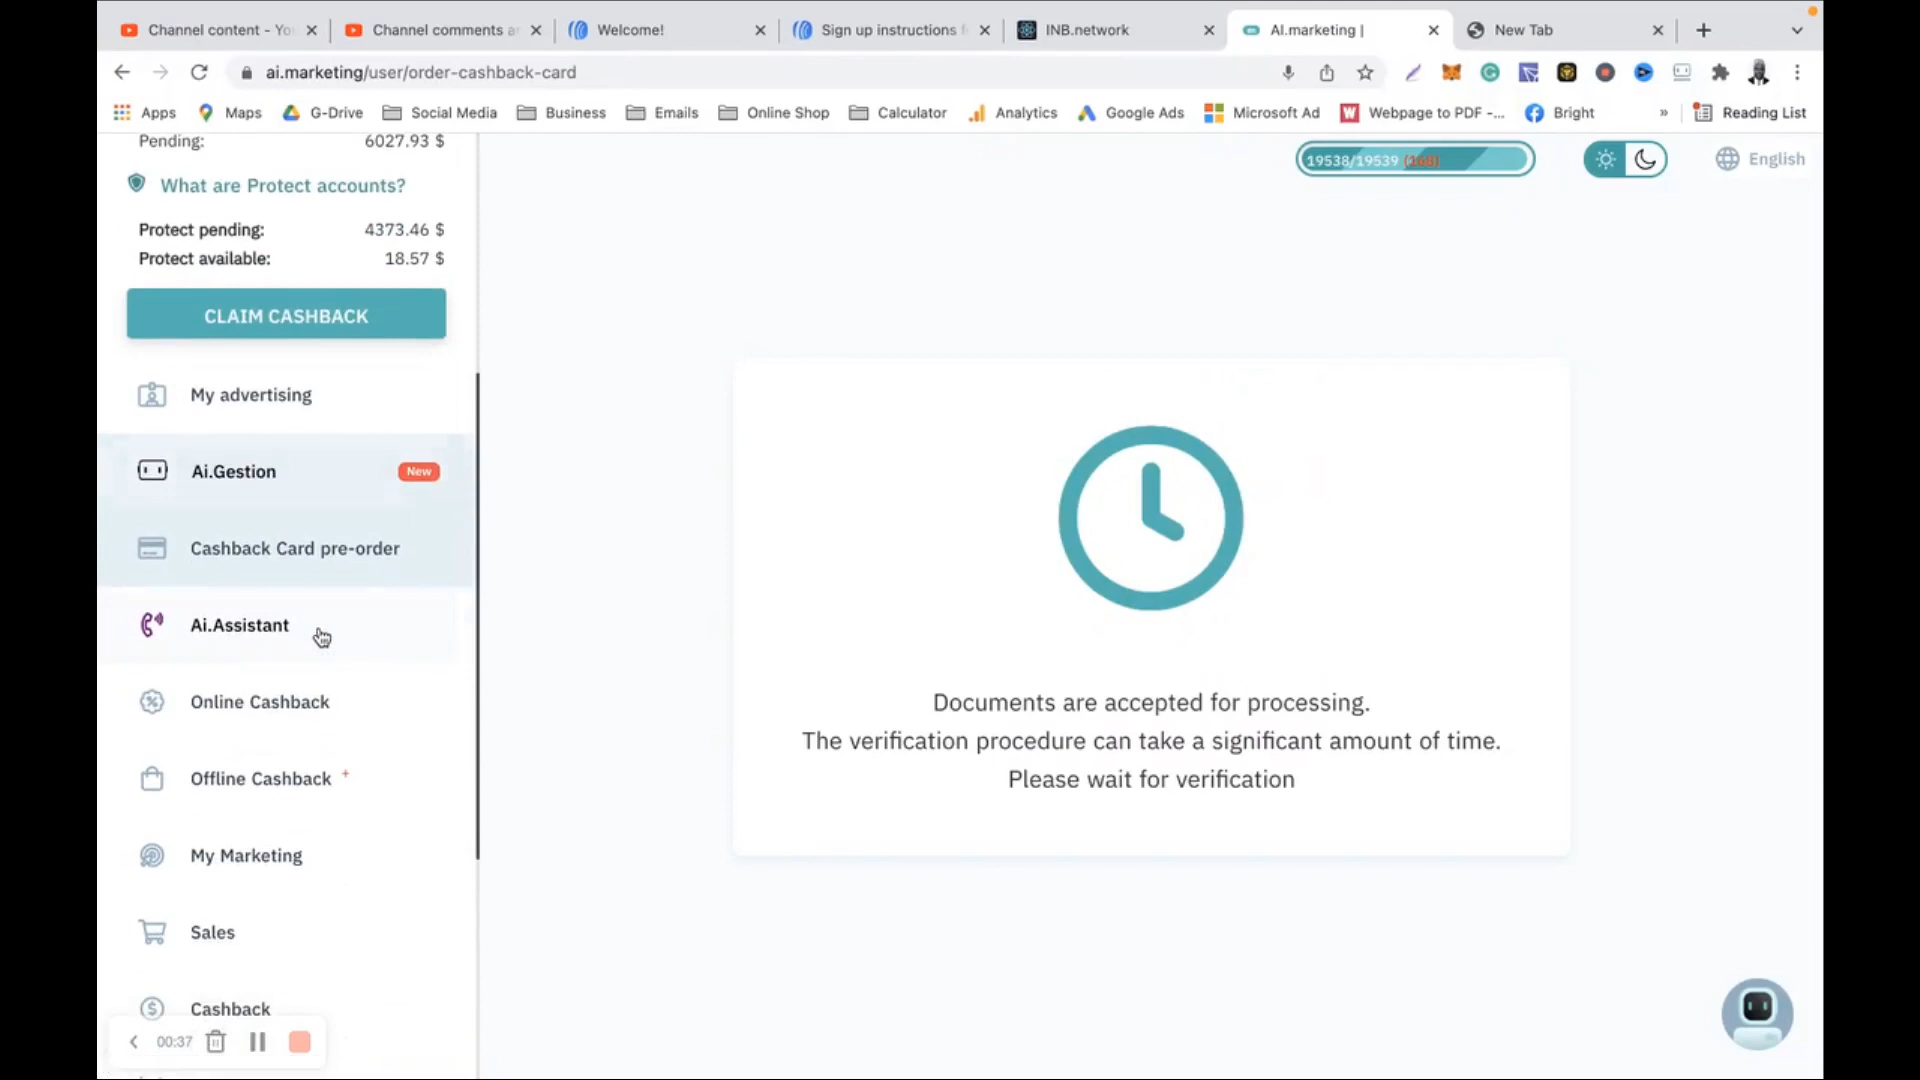 Channel content - Yo
Channel comments a
Welcome!
Sign up instructions f
INB.network
AI.marketing |
New Tab
ai.marketing/user/order-cashback-card
Apps
Maps
G-Drive
Social Media
Business
Emails
Online Shop
Calculator
Analytics
Google Ads
Microsoft Ad
Webpage to PDF -...
Bright
»
Reading List
Pending: 6027.93 $
19538/19539
English
What are Protect accounts?
Protect pending: 4373.46 $
Protect available: 18.57 $
CLAIM CASHBACK
My advertising
Ai.Gestion New
Cashback Card pre-order
Ai.Assistant
Online Cashback
Offline Cashback +
My Marketing
Sales
Cashback
00:37
Documents are accepted for processing.
The verification procedure can take a significant amount of time.
Please wait for verification